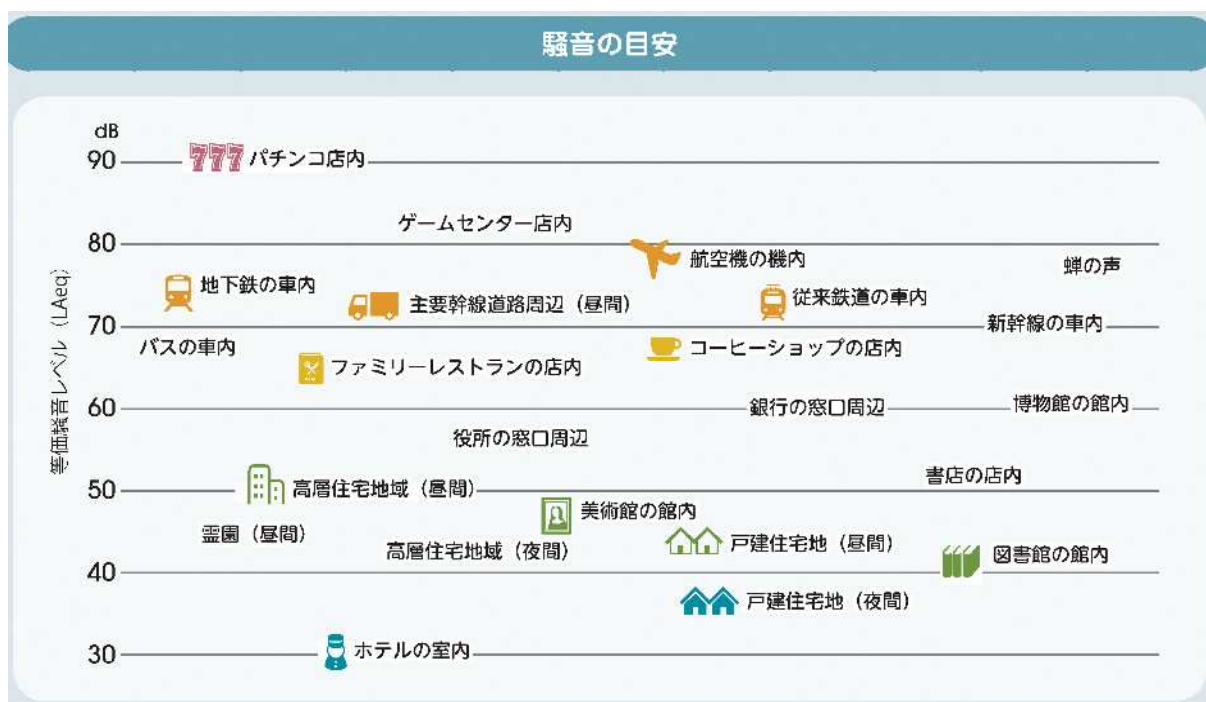 騒音の目安
dB
等価騒音レベル(LAeq)
90
777 パチンコ店内
ゲームセンター店内
80
航空機の機内
蝉の声
地下鉄の車内
主要幹線道路周辺(昼間)
従来鉄道の車内
70
新幹線の車内
バスの車内
ファミリーレストランの店内
コーヒーショップの店内
60
銀行の窓口周辺
博物館の館内
役所の窓口周辺
書店の店内
50
高層住宅地域(昼間)
美術館の館内
霊園(昼間)
高層住宅地域(夜間)
戸建住宅地(昼間)
図書館の館内
40
戸建住宅地(夜間)
30
ホテルの室内